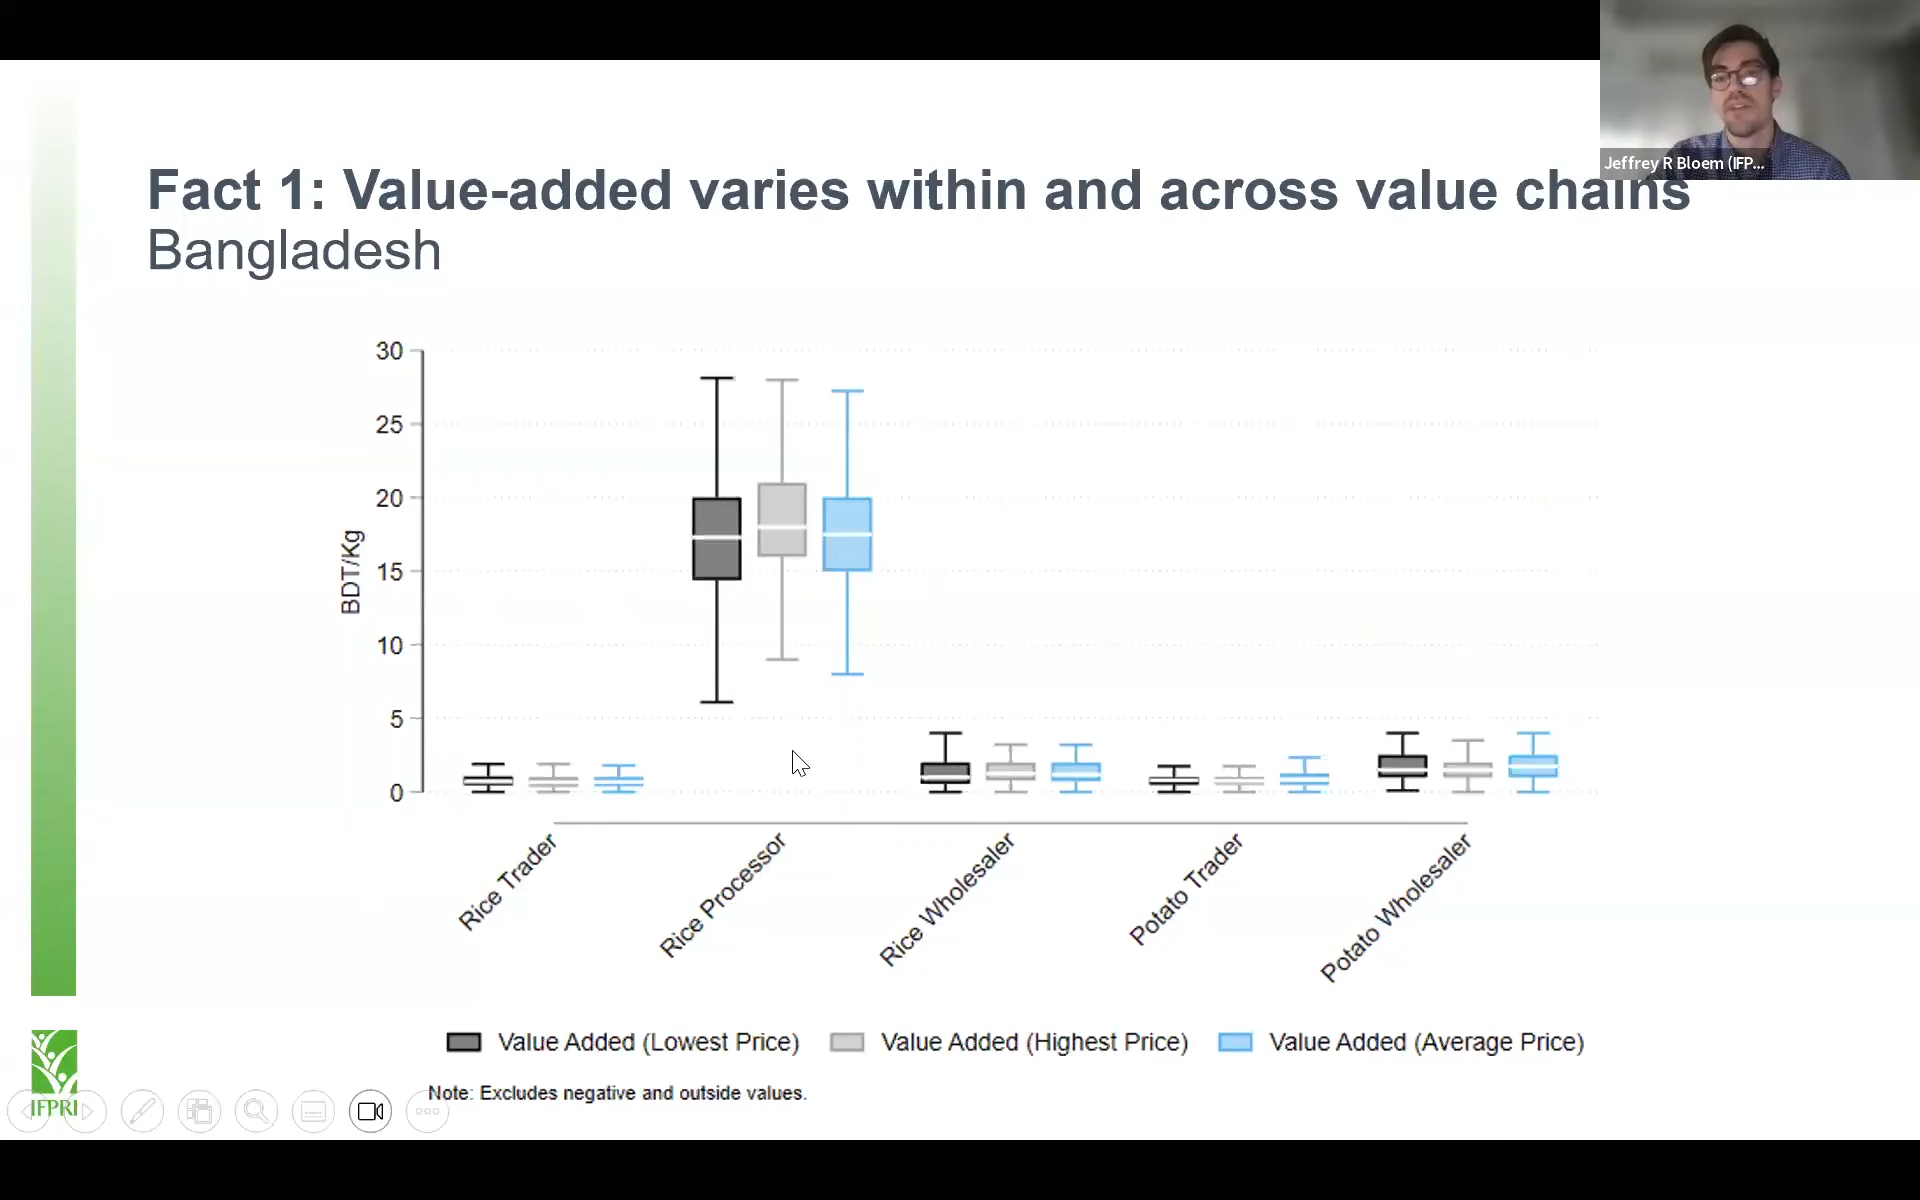 Jeffrey R Bloem (IFP...
Fact 1: Value-added varies within and across value chains
Bangladesh
30
25
20
15
10
5
0
BDT/Kg
Rice Trader
Rice Processor
Rice Wholesaler
Potato Trader
Potato Wholesaler
Value Added (Lowest Price)
Value Added (Highest Price)
Value Added (Average Price)
Note: Excludes negative and outside values.
IFPRI